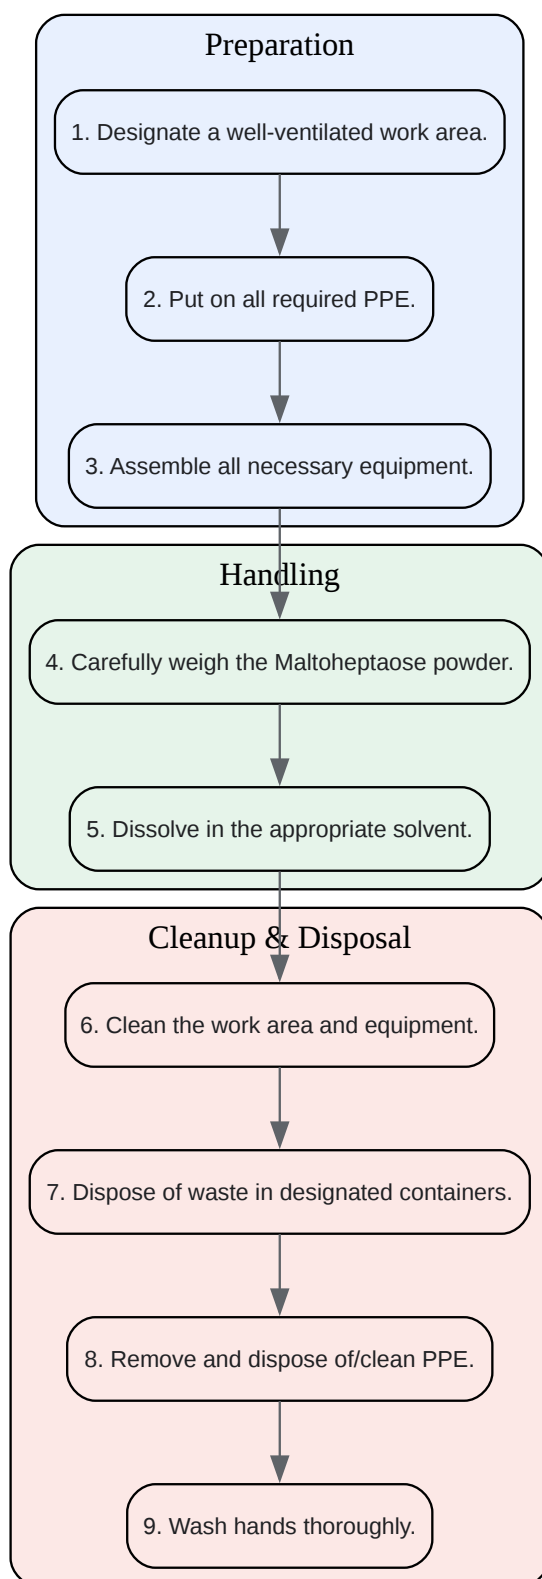 Preparation
1. Designate a well-ventilated work area.
2. Put on all required PPE.
3. Assemble all necessary equipment.
Handling
4. Carefully weigh the Maltoheptaose powder.
5. Dissolve in the appropriate solvent.
Cleanup & Disposal
6. Clean the work area and equipment.
7. Dispose of waste in designated containers.
8. Remove and dispose of/clean PPE.
9. Wash hands thoroughly.